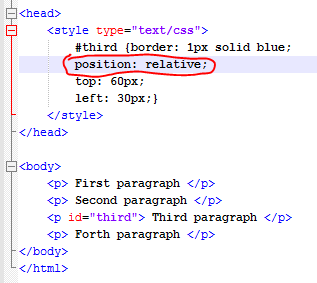 <head>
<style type="text/css">
#third {border: 1px solid blue;
position: relative;
top: 60px;
left: 30px;}
</style>
</head>
<body>
<p> First paragraph </p>
<p> Second paragraph </p>
<p id="third"> Third paragraph </p>
<p> Forth paragraph </p>
</body>
</html>